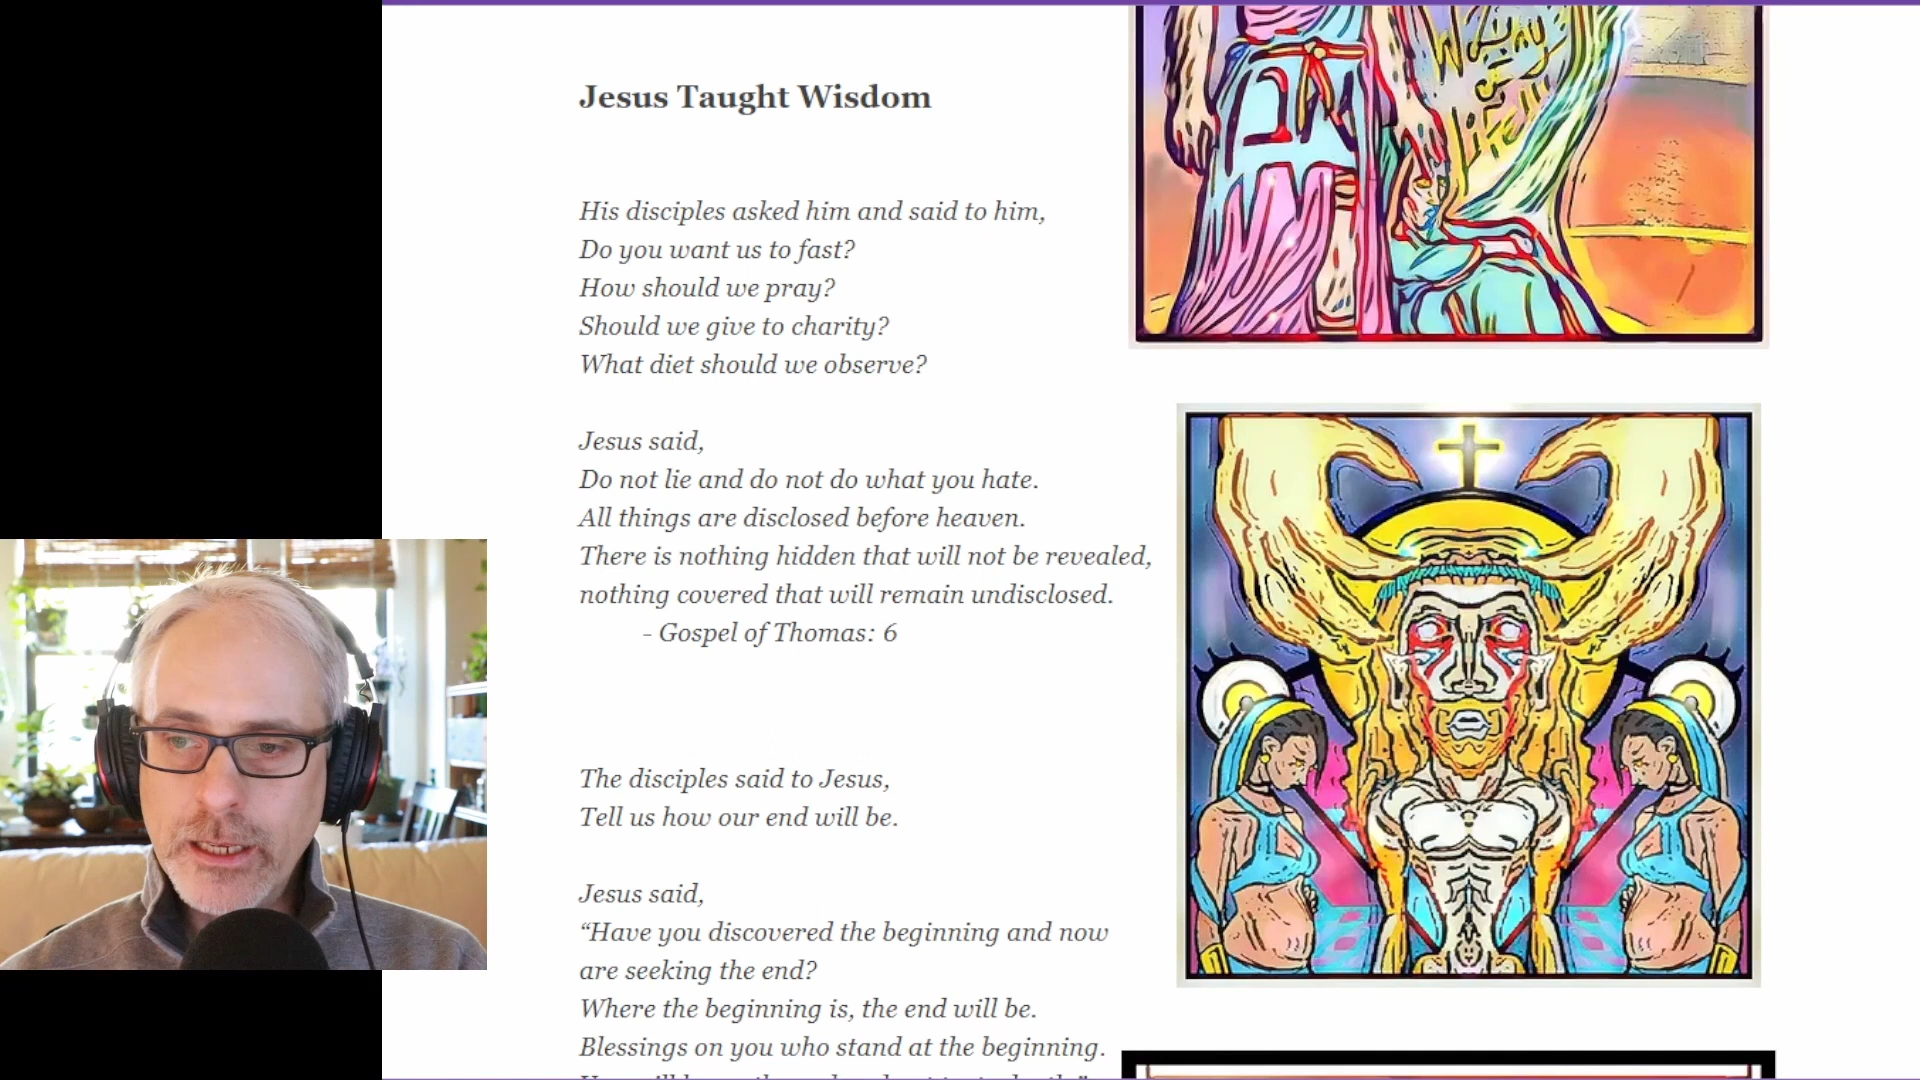 Jesus Taught Wisdom
His disciples asked him and said to him,
Do you want us to fast?
How should we pray?
Should we give to charity?
What diet should we observe?
Jesus said,
Do not lie and do not do what you hate.
All things are disclosed before heaven.
There is nothing hidden that will not be revealed,
nothing covered that will remain undisclosed.
- Gospel of Thomas: 6
The disciples said to Jesus,
Tell us how our end will be.
Jesus said,
“Have you discovered the beginning and now
are seeking the end?
Where the beginning is, the end will be.
Blessings on you who stand at the beginning.